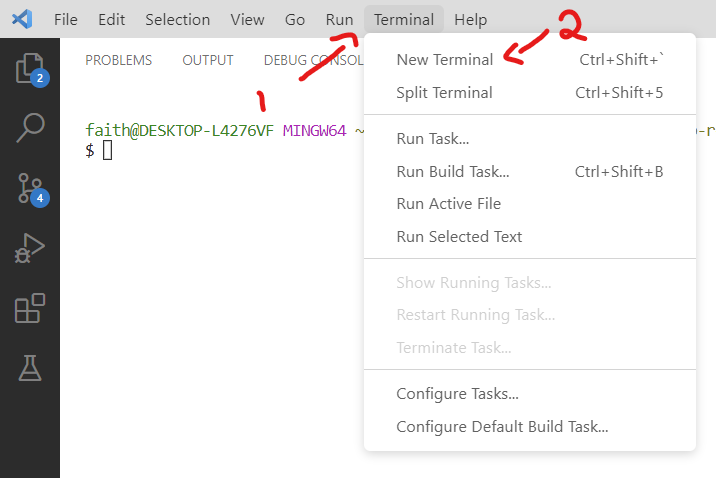 File Edit Selection View Go Run Terminal Help
PROBLEMS OUTPUT DEBUG CONSOL
1
2
faith@DESKTOP-L4276VF MINGW64 ~
$
2
4
New Terminal Ctrl+Shift+`
Split Terminal Ctrl+Shift+5
Run Task...
Run Build Task... Ctrl+Shift+B
Run Active File
Run Selected Text
Show Running Tasks...
Restart Running Task...
Terminate Task...
Configure Tasks...
Configure Default Build Task...